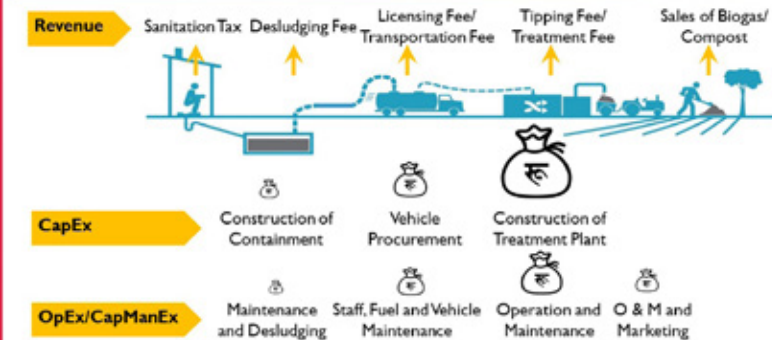 Revenue
Sanitation Tax
Desludging Fee
Licensing Fee/
Transportation Fee
Tipping Fee/
Treatment Fee
Sales of Biogas/
Compost
रू
रू
रू
CapEx
Construction of
Containment
Vehicle
Procurement
Construction of
Treatment Plant
रू
रू
रू
रू
OpEx/CapManEx
Maintenance
and Desludging
Staff, Fuel and Vehicle
Maintenance
Operation and
Maintenance
O & M and
Marketing